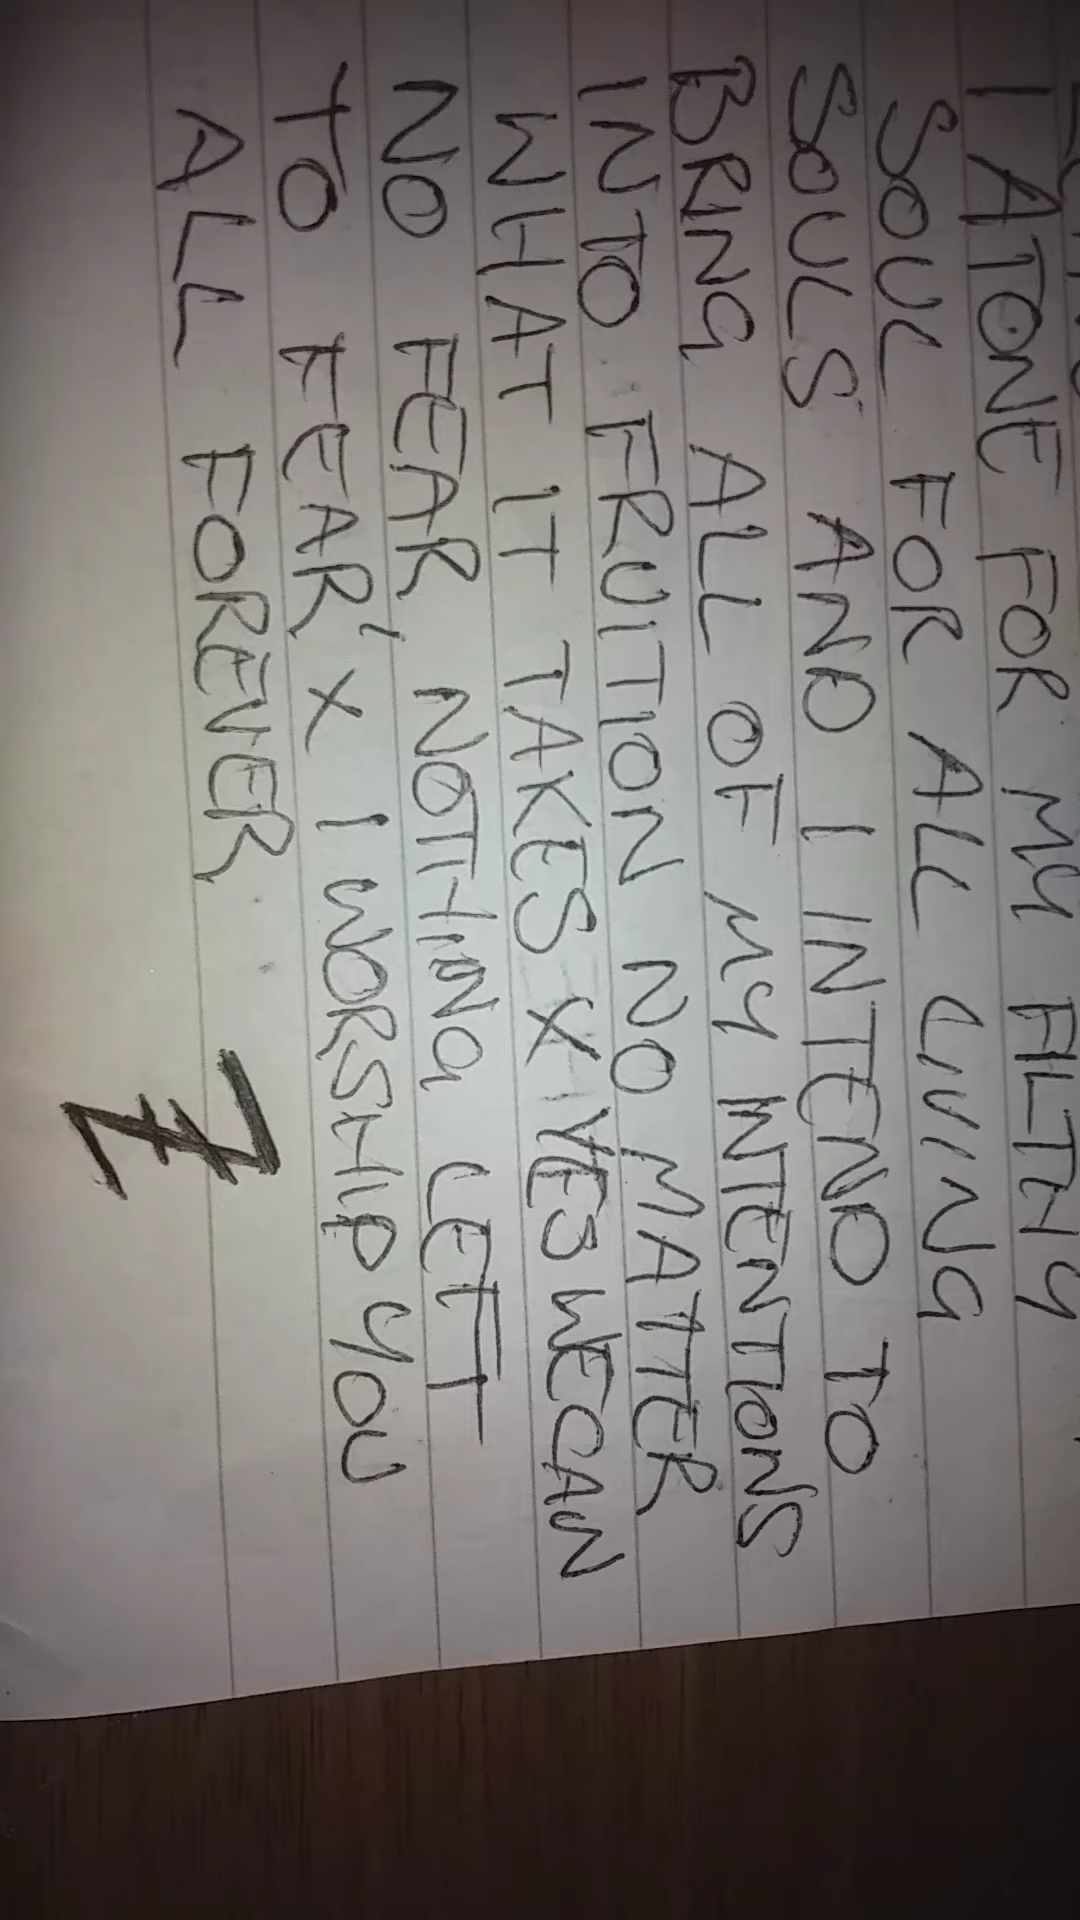 I ATONE FOR MY FILTHY
SOUL FOR ALL LIVING
SOULS AND I INTEND TO
BRING ALL OF MY INTENTIONS
INTO FRUITION NO MATTER
WHAT IT TAKES X YES WE CAN
NO FEAR, NOTHING LEFT
TO FEAR' X I WORSHIP YOU
ALL FOREVER
Z